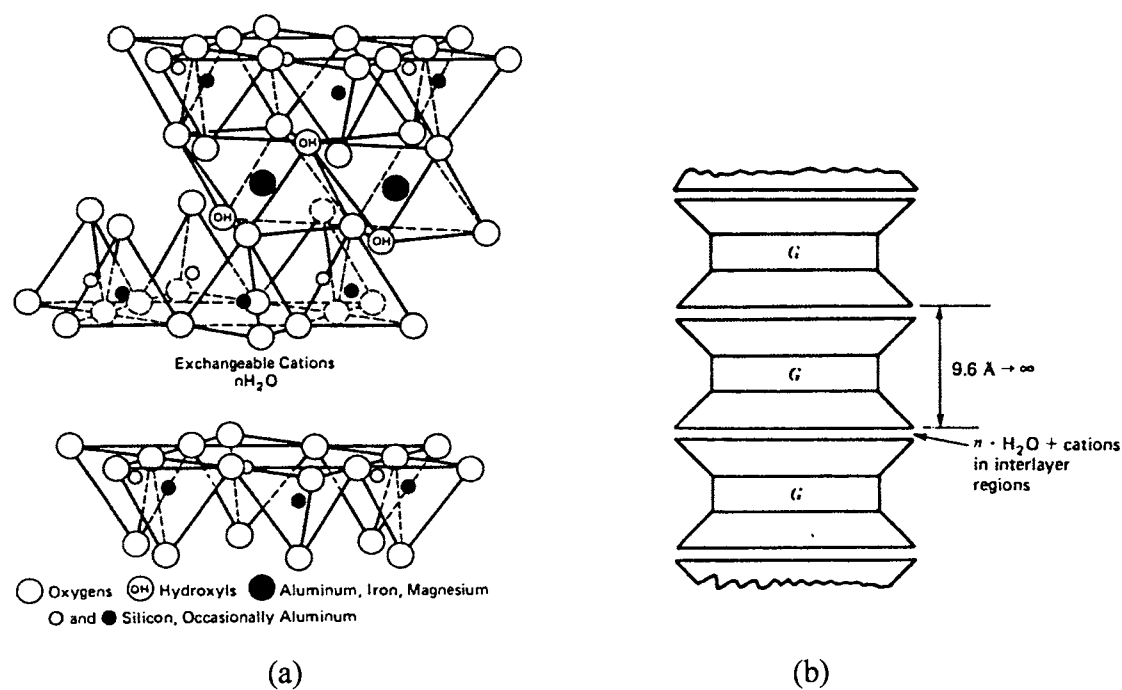 OH
OH
OH
Exchangeable Cations
nH₂O
Oxygens OH Hydroxyls Aluminum, Iron, Magnesium
and Silicon, Occasionally Aluminum
(a)
G
G
9.6 Å → ∞
n · H₂O + cations
in interlayer
regions
G
(b)